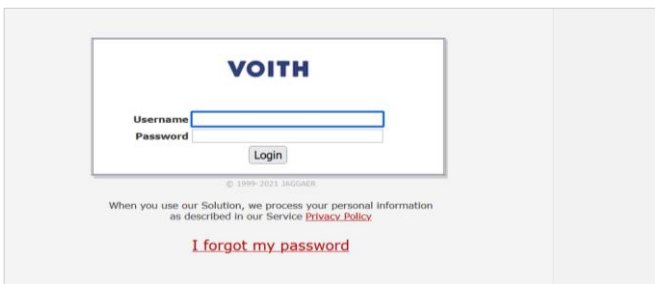 VOITH
Username
Password
Login
© 1999-2021 JAGGAER
When you use our Solution, we process your personal information
as described in our Service Privacy Policy
I forgot my password